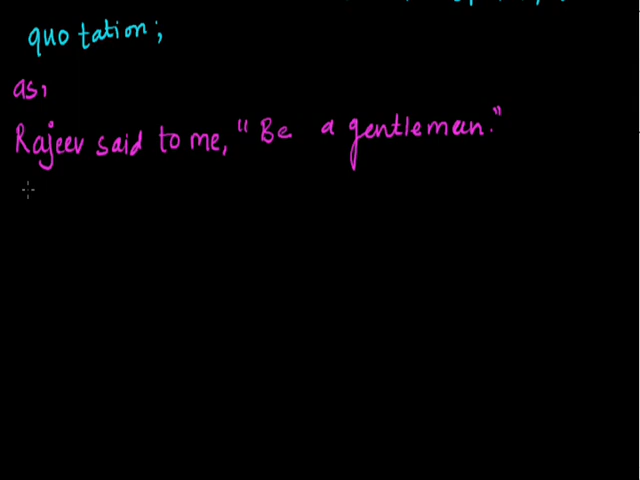 quotation;
as,
Rajeev said to me, "Be a gentleman."